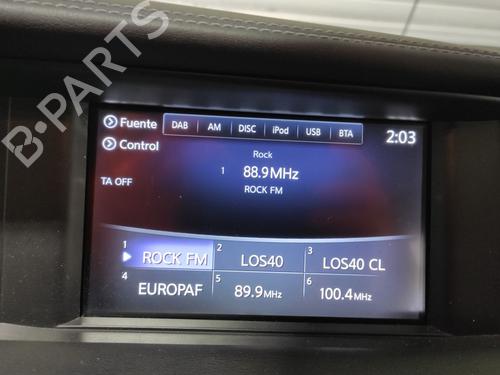 Fuente DAB AM DISC iPod USB BTA 2:03
Control
Rock
TA OFF 1 88.9MHz
ROCK FM
1 ROCK FM 2 LOS40 3 LOS40 CL
4 EUROPAF 5 89.9MHz 6 100.4MHz
B-PARTS